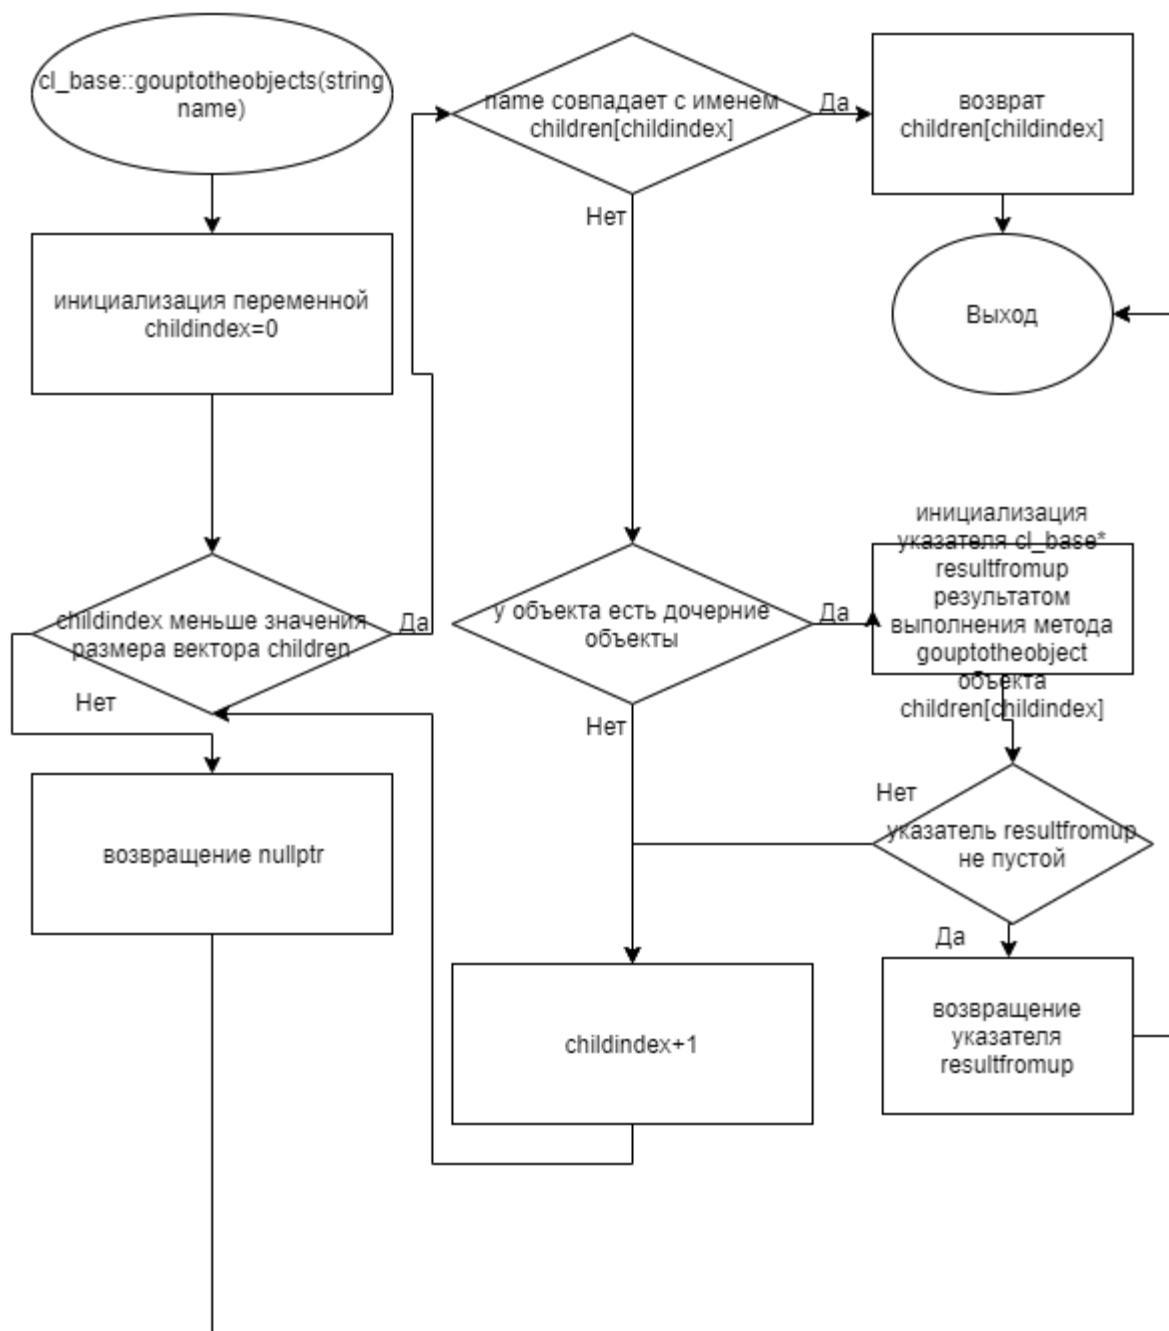 cl_base::gouptotheobjects(string
name)
инициализация переменной
childindex=0
childindex меньше значения
размера вектора children
Да
Нет
возвращение nullptr
name совпадает с именем
children[childindex]
Да
Нет
возврат
children[childindex]
Выход
у объекта есть дочерние
объекты
Да
Нет
инициализация
указателя cl_base*
resultfromup
результатом
выполнения метода
gouptotheobject
объекта
children[childindex]
Нет
указатель resultfromup
не пустой
Да
возвращение
указателя
resultfromup
childindex+1